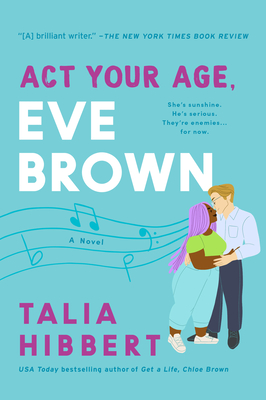 "[A] brilliant writer." –THE NEW YORK TIMES BOOK REVIEW
ACT YOUR AGE,
EVE
BROWN
She's sunshine.
He's serious.
They're enemies...
for now.
A Novel
TALIA
HIBBERT
USA Today bestselling author of Get a Life, Chloe Brown